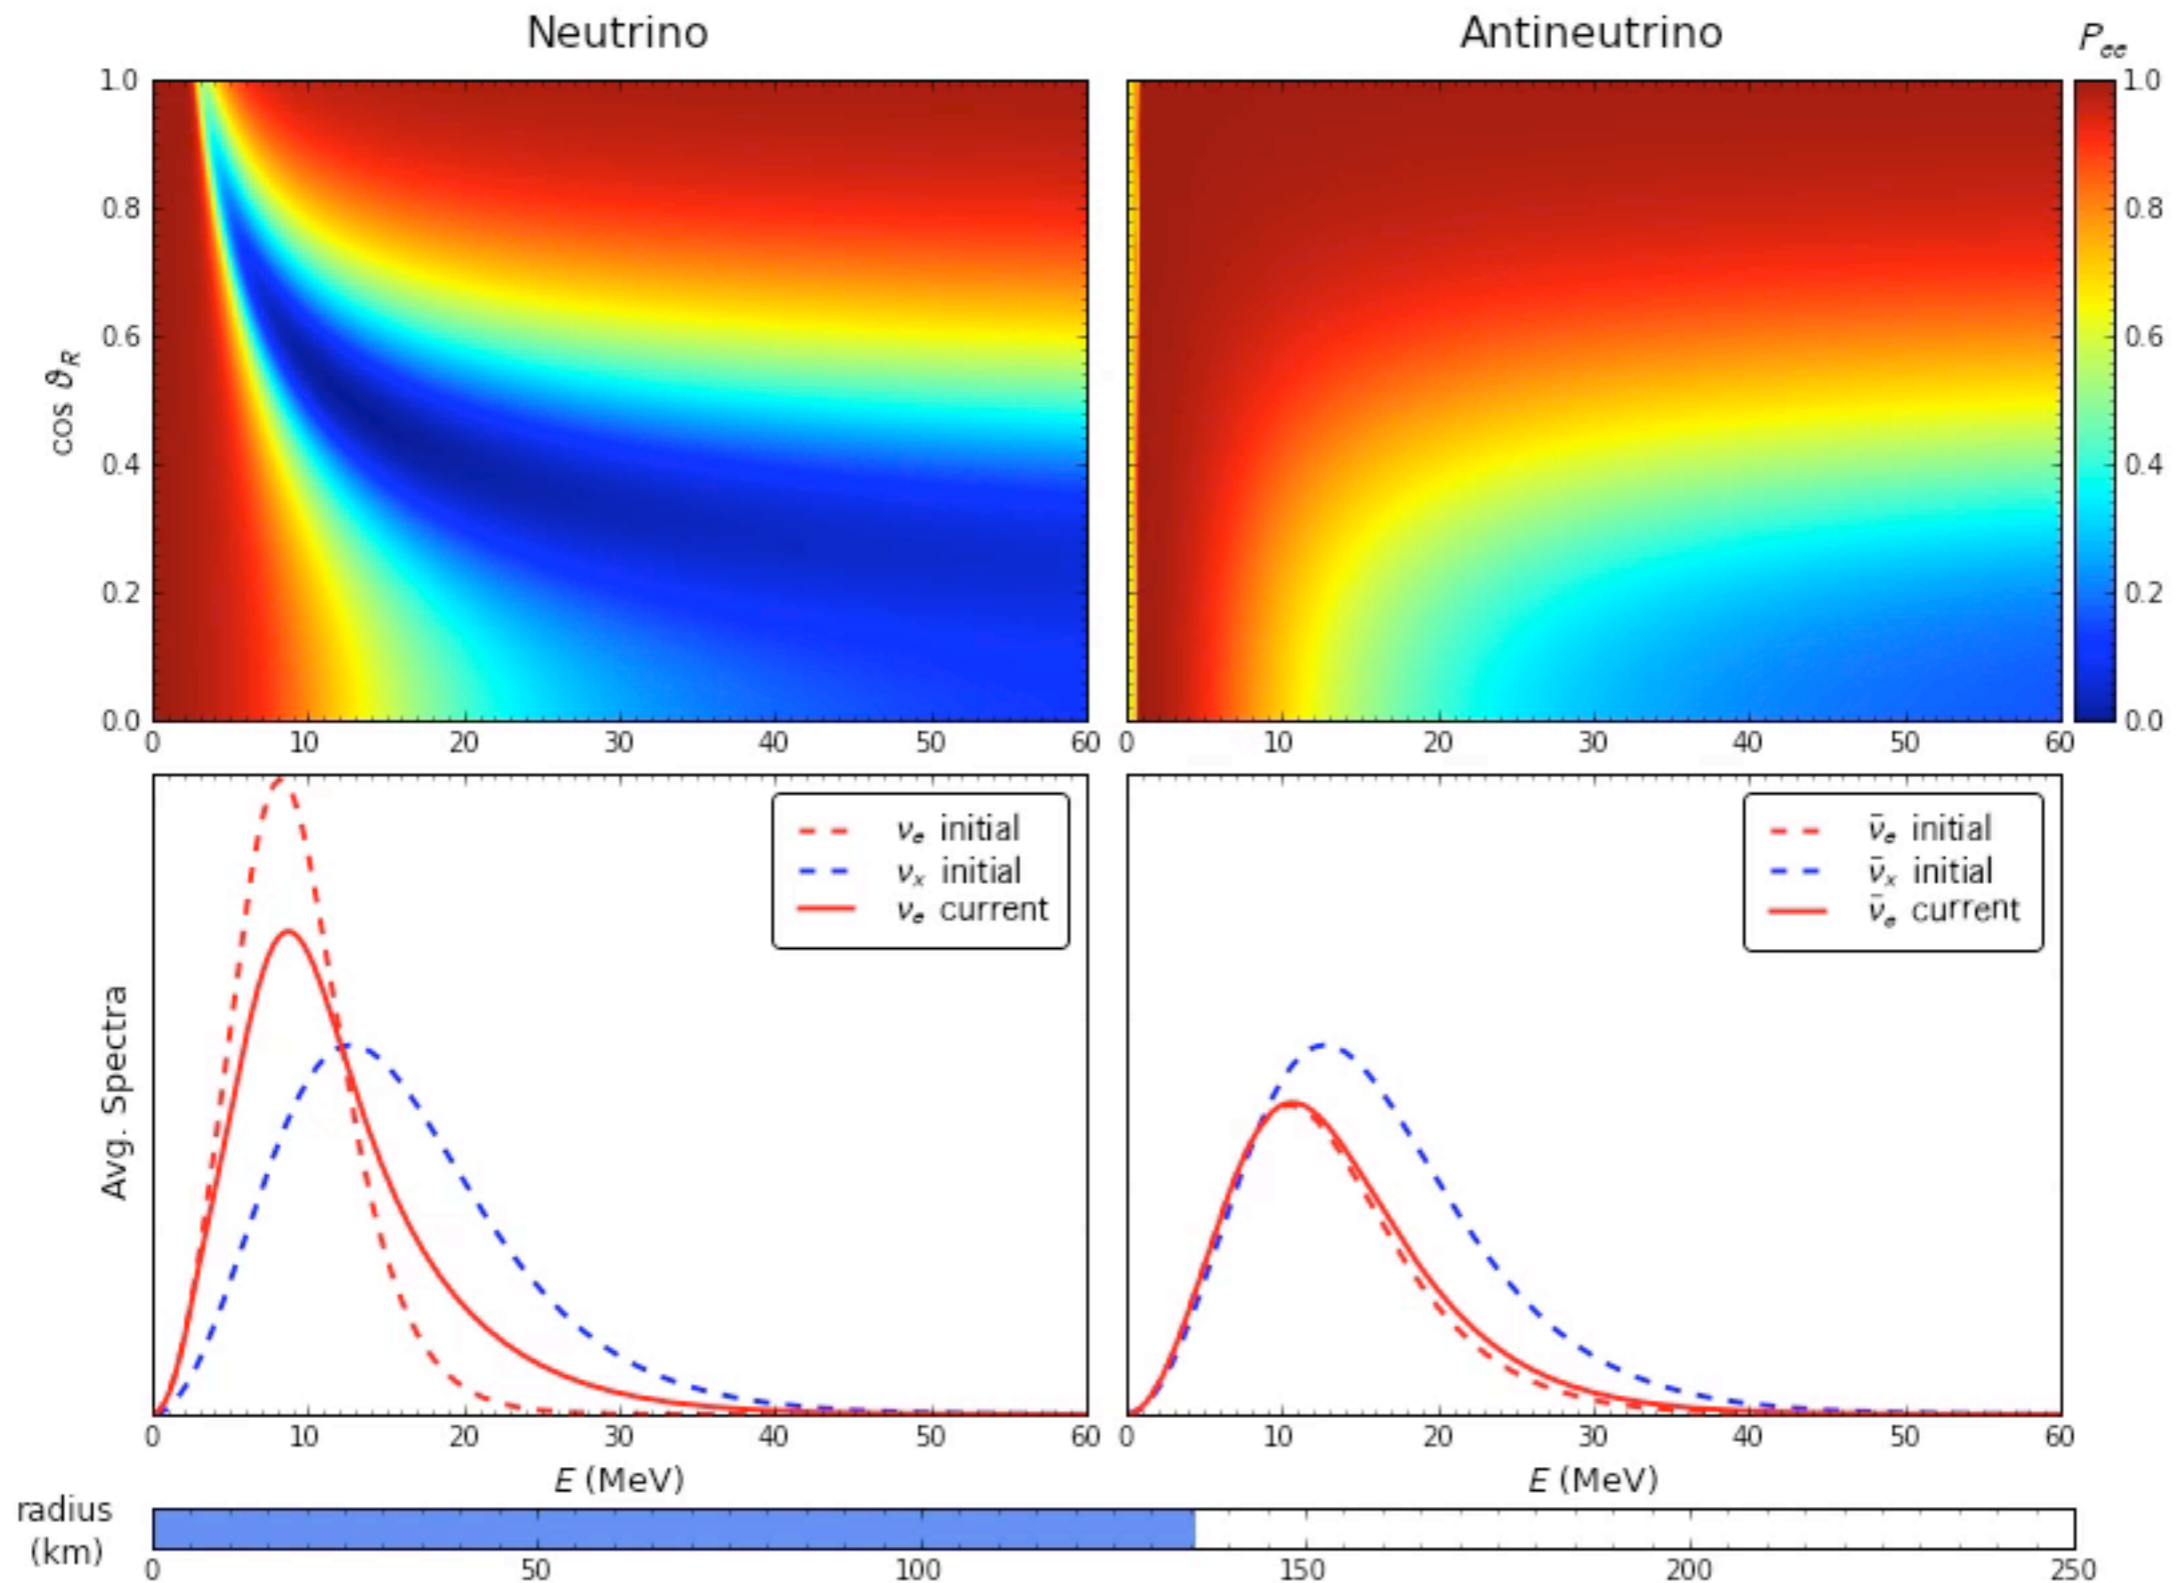 Neutrino
Antineutrino
P_ee
1.0
0.8
0.6
0.4
0.2
0.0
cos ϑ_R
0 10 20 30 40 50 60
0 10 20 30 40 50 60
1.0
0.8
0.6
0.4
0.2
0.0
ν_e initial
ν_x initial
ν_e current
ν̄_e initial
ν̄_x initial
ν̄_e current
Avg. Spectra
0 10 20 30 40 50 60
0 10 20 30 40 50 60
E (MeV)
E (MeV)
radius
(km)
0 50 100 150 200 250